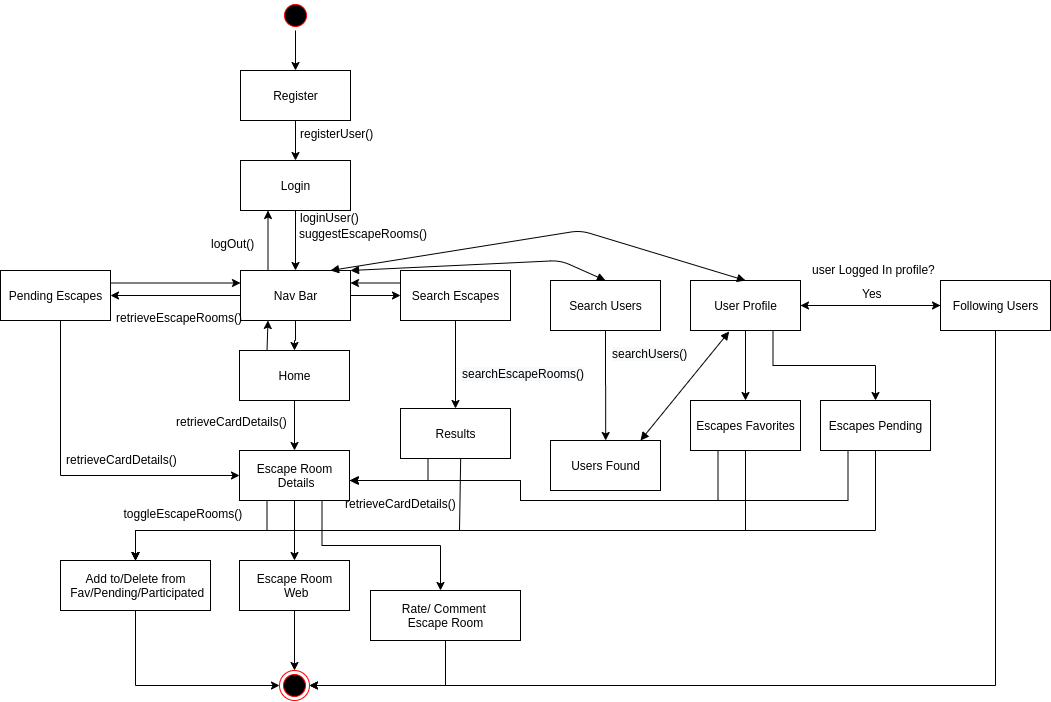 Register
registerUser()
Login
loginUser()
suggestEscapeRooms()
logOut()
user Logged In profile?
Yes
Pending Escapes
Nav Bar
Search Escapes
Search Users
User Profile
Following Users
retrieveEscapeRooms()
searchUsers()
Home
searchEscapeRooms()
retrieveCardDetails()
Results
Escapes Favorites
Escapes Pending
retrieveCardDetails()
Escape Room
Details
Users Found
retrieveCardDetails()
toggleEscapeRooms()
Add to/Delete from
Fav/Pending/Participated
Escape Room
Web
Rate/ Comment
Escape Room